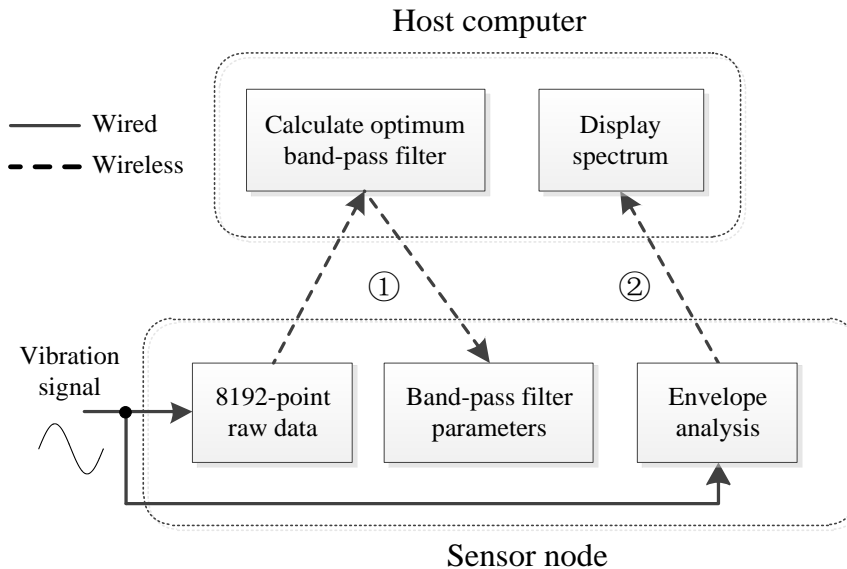 Host computer
Wired
Wireless
Calculate optimum
band-pass filter
Display
spectrum
①
②
Vibration
signal
8192-point
raw data
Band-pass filter
parameters
Envelope
analysis
Sensor node